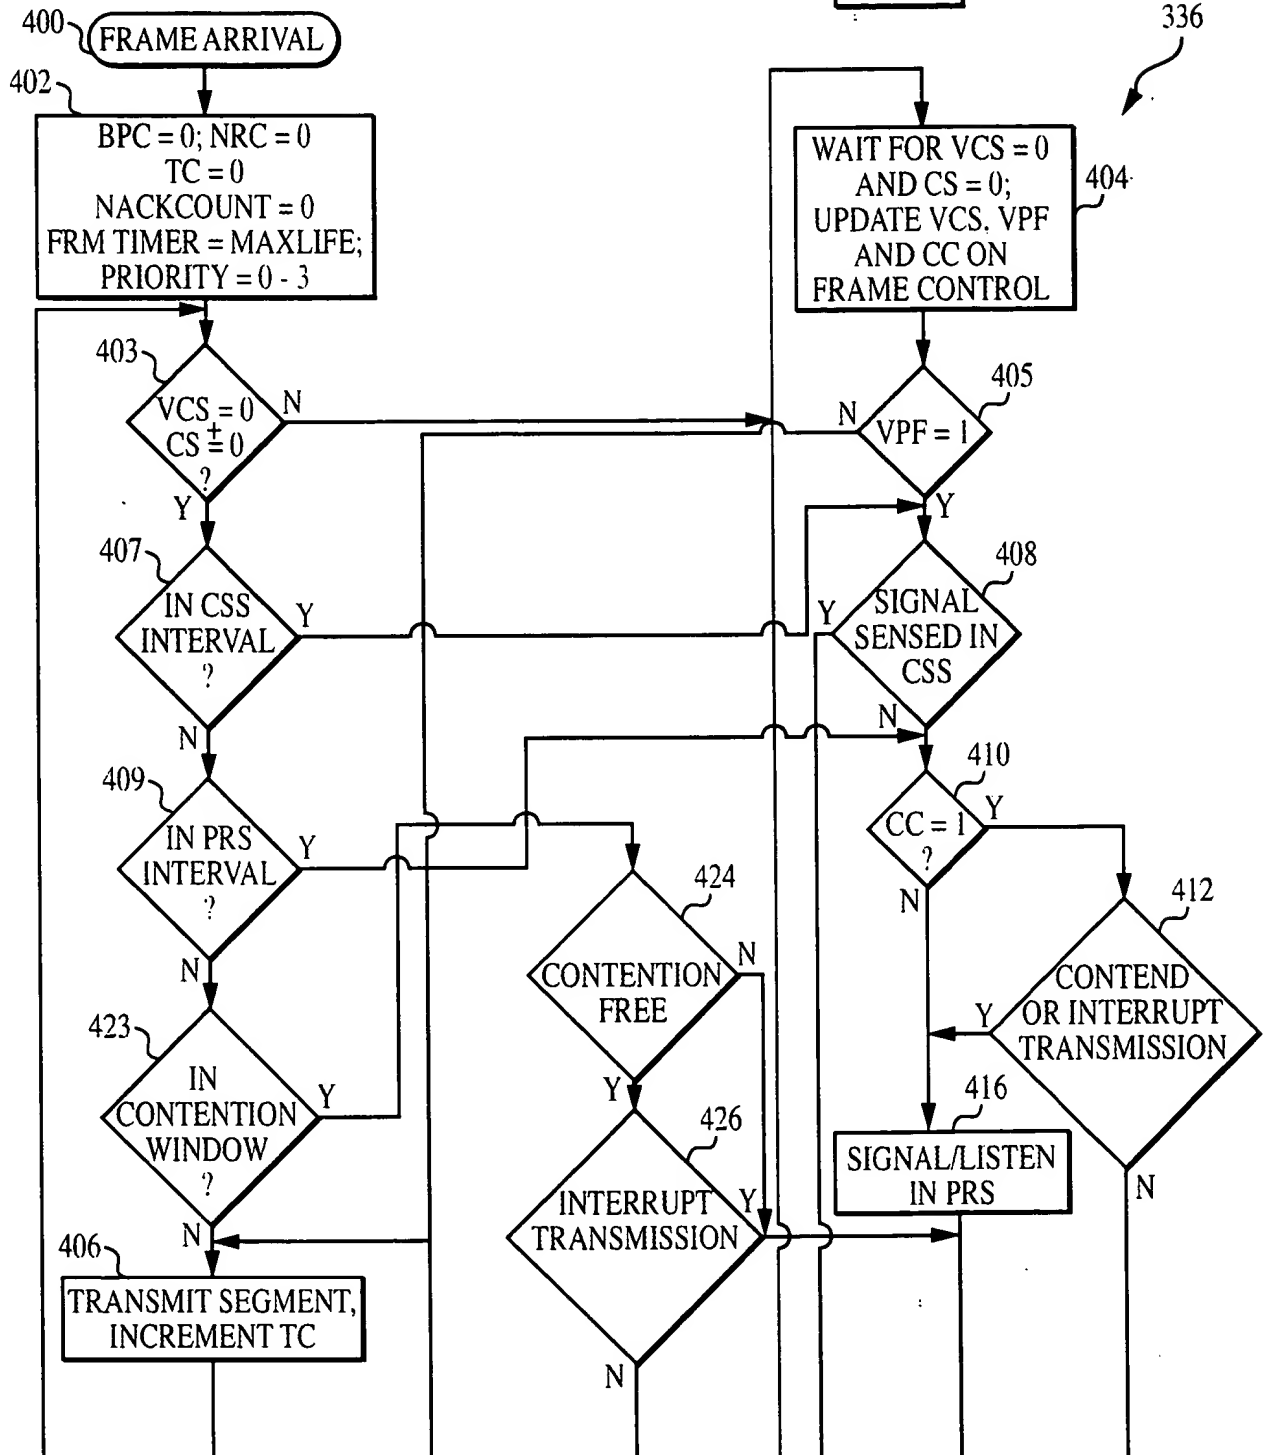 400
FRAME ARRIVAL
336
402
BPC = 0; NRC = 0
TC = 0
NACKCOUNT = 0
FRM TIMER = MAXLIFE;
PRIORITY = 0 - 3
WAIT FOR VCS = 0
AND CS = 0;
UPDATE VCS, VPF
AND CC ON
FRAME CONTROL
404
403
VCS = 0
+
CS = 0
?
N
Y
405
VPF = 1
N
Y
407
IN CSS
INTERVAL
?
Y
N
408
SIGNAL
SENSED IN
CSS
Y
N
409
IN PRS
INTERVAL
?
Y
N
410
CC = 1
?
Y
N
412
CONTEND
OR INTERRUPT
TRANSMISSION
Y
N
423
IN
CONTENTION
WINDOW
?
Y
N
424
CONTENTION
FREE
N
Y
426
INTERRUPT
TRANSMISSION
Y
N
416
SIGNAL/LISTEN
IN PRS
406
TRANSMIT SEGMENT,
INCREMENT TC